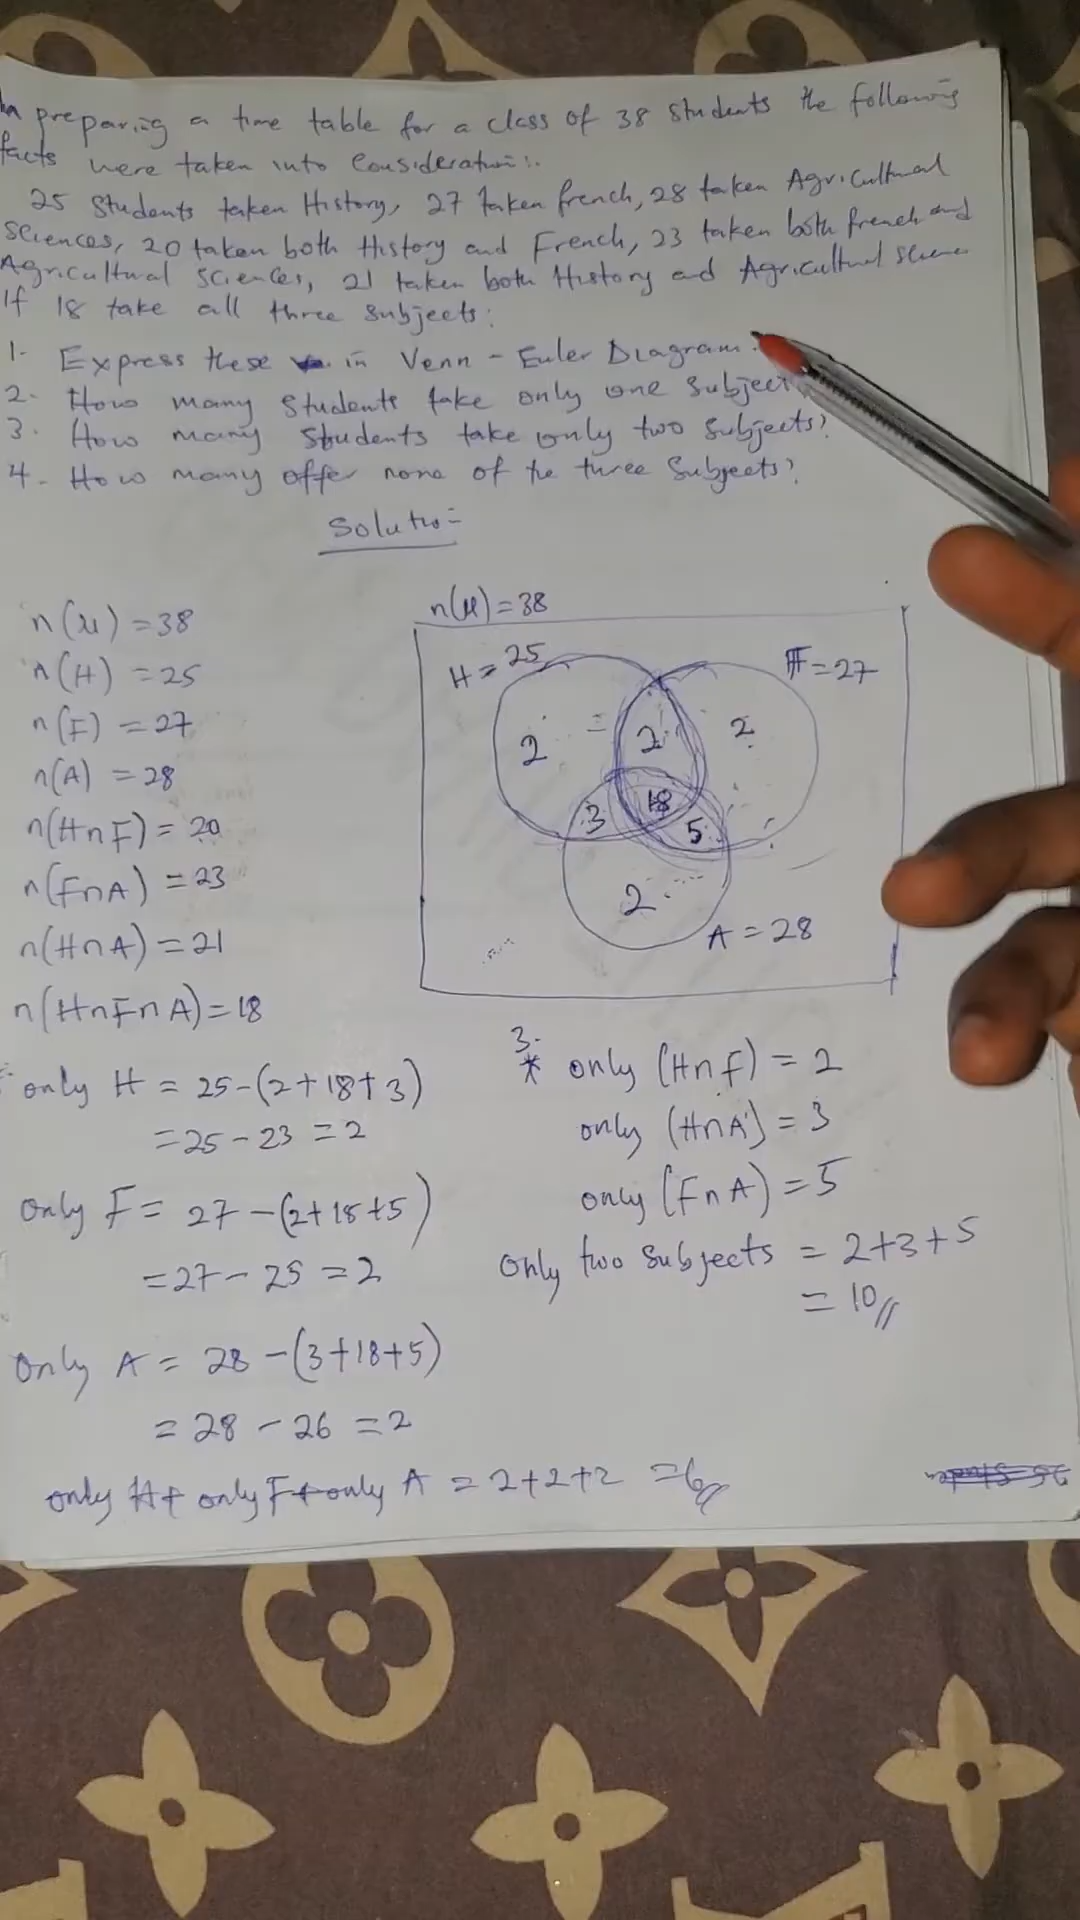 In preparing a time table for a class of 38 students the following
facts were taken into Consideration:.
25 Students taken History, 27 taken french, 28 taken Agricultural
Sciences, 20 taken both History and French, 23 taken both french and
Agricultural Sciences, 21 taken both History and Agricultural science
If 18 take all three subjects:
1. Express these in Venn - Euler Diagram.
2. How many students take only one subject
3. How many students take only two subjects?
4. How many offer none of the three Subjects?
Solution
n(μ) = 38
n(H) = 25
n(F) = 27
n(A) = 28
n(H∩F) = 20
n(F∩A) = 23
n(H∩A) = 21
n(H∩F∩A) = 18
n(μ) = 38
H = 25
F = 27
2
2
2
3
18
5
2
A = 28
only H = 25-(2+18+3)
= 25 - 23 = 2
Only F = 27 -(2+18+5)
= 27 - 25 = 2
Only A = 28 -(3+18+5)
= 28 - 26 = 2
only H + only F + only A = 2+2+2 = 6
3.
* only (H∩F) = 2
only (H∩A) = 3
only (F∩A) = 5
Only two subjects = 2+3+5
= 10